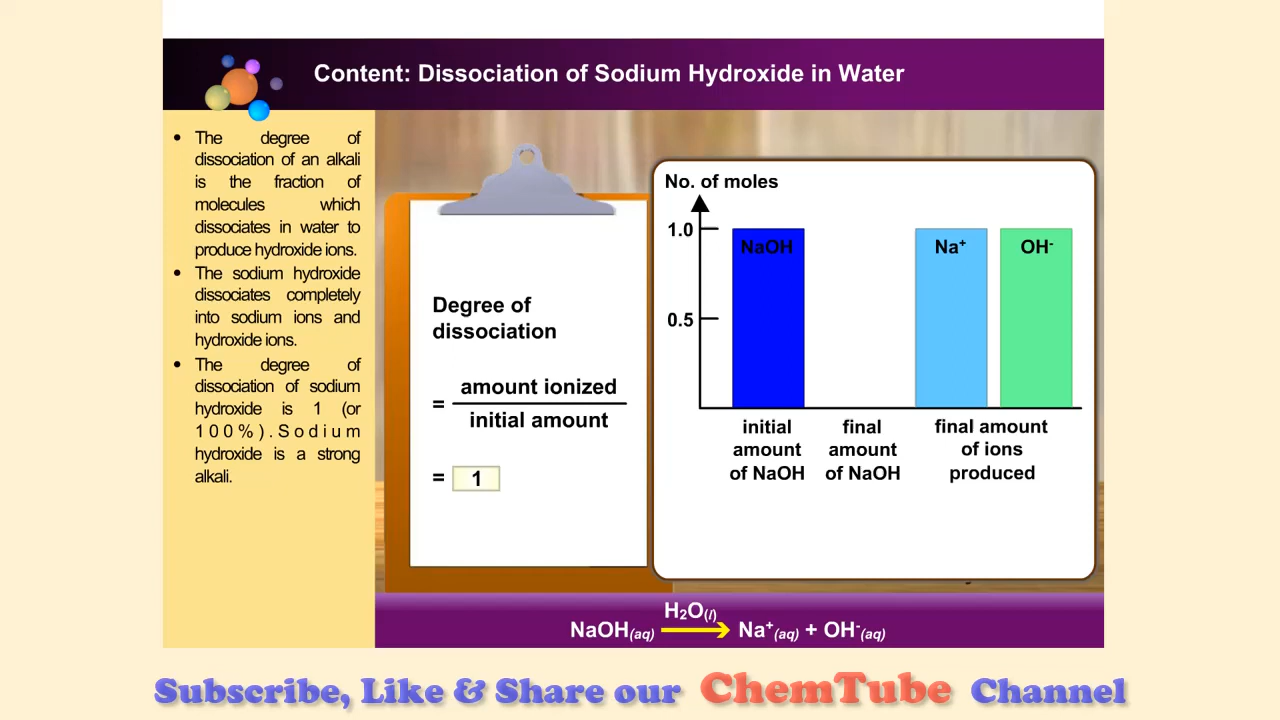 Content: Dissociation of Sodium Hydroxide in Water
• The degree of
dissociation of an alkali
is the fraction of
molecules which
dissociates in water to
produce hydroxide ions.
• The sodium hydroxide
dissociates completely
into sodium ions and
hydroxide ions.
• The degree of
dissociation of sodium
hydroxide is 1 (or
100%).Sodium
hydroxide is a strong
alkali.
Degree of
dissociation
= amount ionized
initial amount
= 1
No. of moles
1.0
0.5
NaOH
Na⁺
OH⁻
initial
amount
of NaOH
final
amount
of NaOH
final amount
of ions
produced
H₂O(l)
NaOH(aq) → Na⁺(aq) + OH⁻(aq)
Subscribe, Like & Share our ChemTube Channel